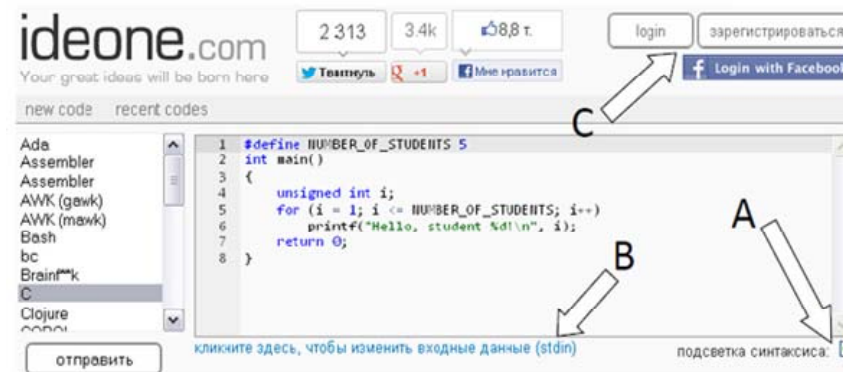 ideone.com
Your great ideas will be born here
2 313
3.4k
8,8 т.
Твитнуть
+1
Мне нравится
login
зарегистрироваться
Login with Facebook
new code recent codes
C
Ada
Assembler
Assembler
AWK (gawk)
AWK (mawk)
Bash
bc
Brainf**k
C
Clojure
COBOL
1 #define NUMBER_OF_STUDENTS 5
2 int main()
3 {
4 unsigned int i;
5 for (i = 1; i <= NUMBER_OF_STUDENTS; i++)
6 printf("Hello, student %d!\n", i);
7 return 0;
8 }
A
B
кликните здесь, чтобы изменить входные данные (stdin)
подсветка синтаксиса:
отправить